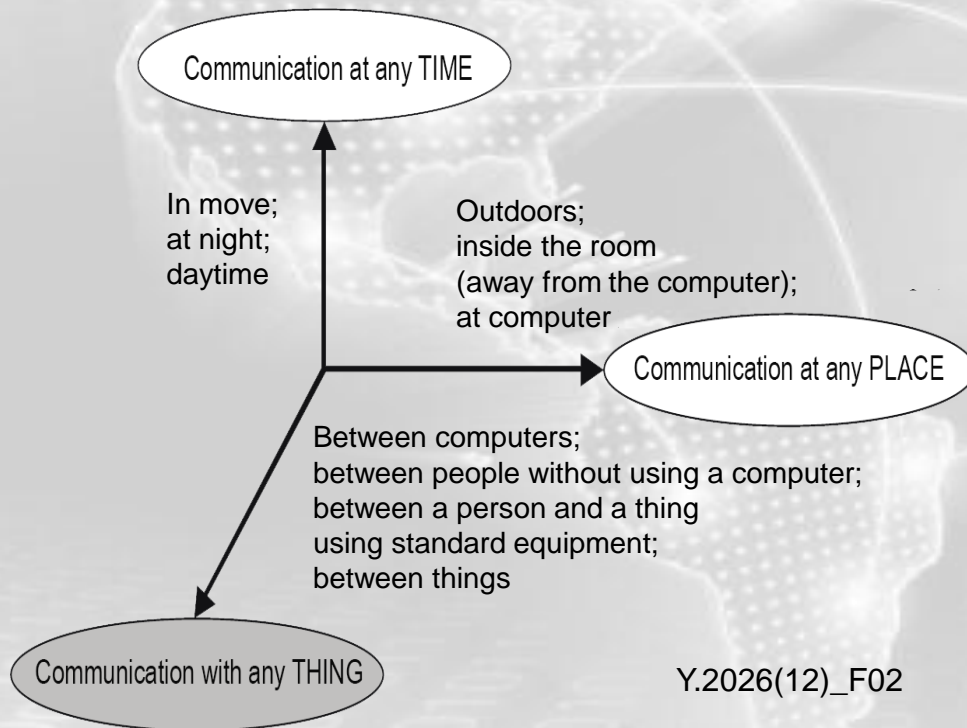 Communication at any TIME
In move;
at night;
daytime
Outdoors;
inside the room
(away from the computer);
at computer
Communication at any PLACE
Between computers;
between people without using a computer;
between a person and a thing
using standard equipment;
between things
Communication with any THING
Y.2026(12)_F02